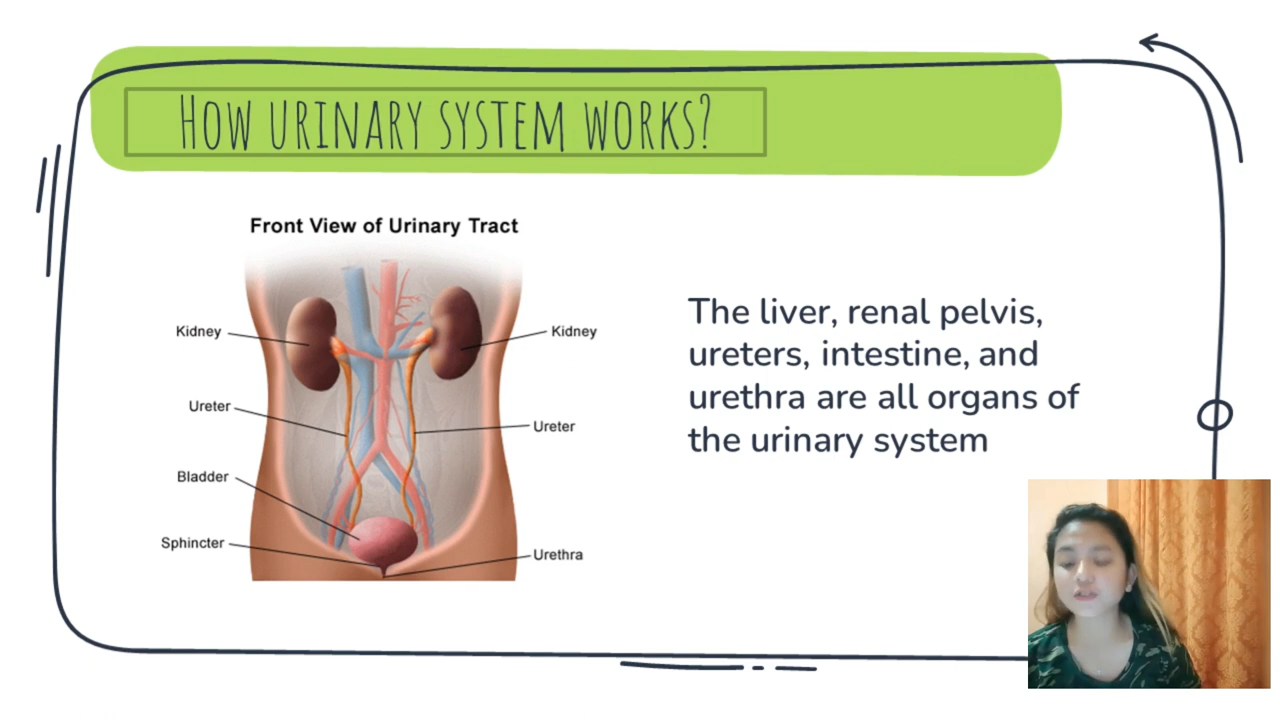 How urinary system works?
Front View of Urinary Tract
Kidney
Kidney
Ureter
Ureter
Bladder
Sphincter
Urethra
The liver, renal pelvis,
ureters, intestine, and
urethra are all organs of
the urinary system